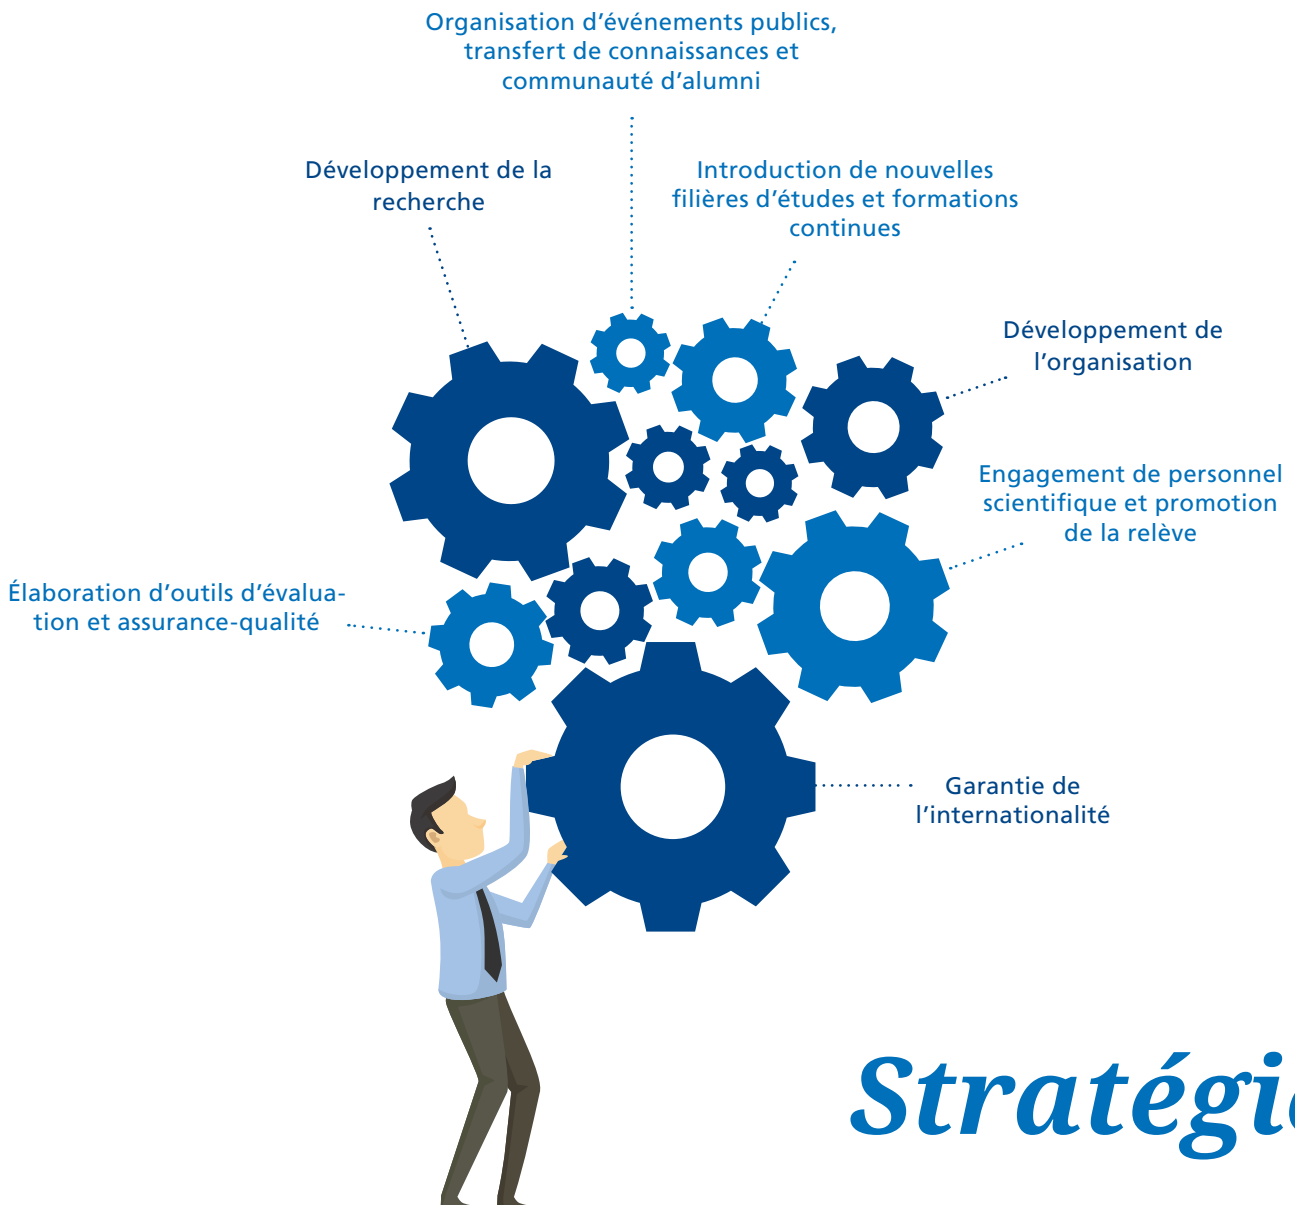 Organisation d’événements publics,
transfert de connaissances et
communauté d’alumni
Développement de la
recherche
Introduction de nouvelles
filières d’études et formations
continues
Développement de
l’organisation
Engagement de personnel
scientifique et promotion
de la relève
Élaboration d’outils d’évalua-
tion et assurance-qualité
Garantie de
l’internationalité
Stratégie